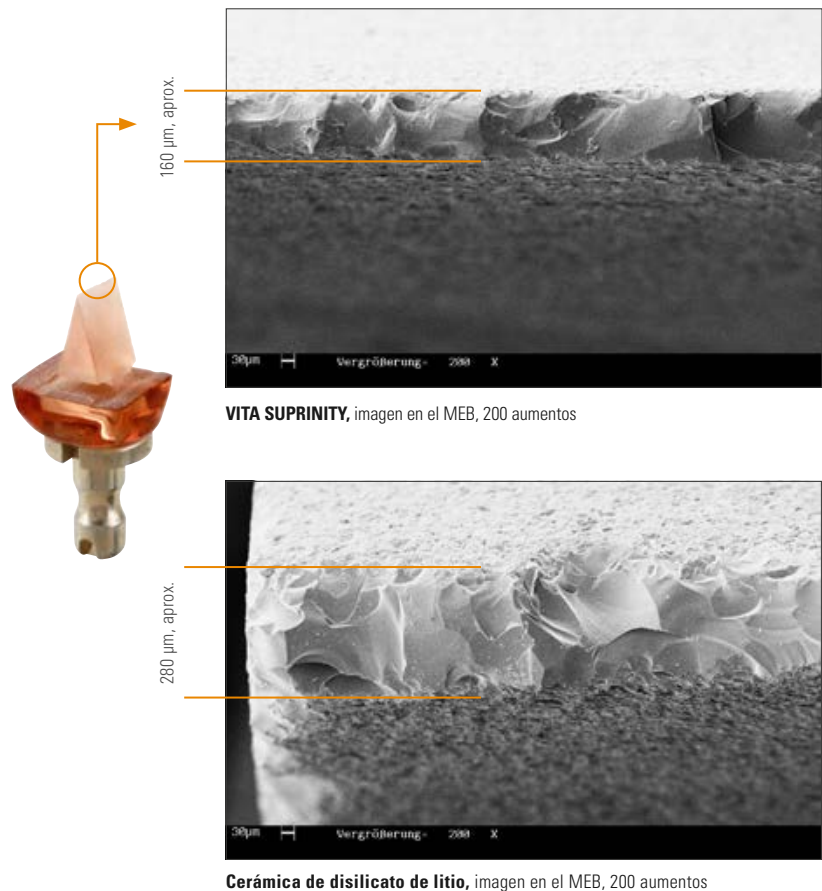 160 µm, aprox.
30µm Vergrößerung= 200 X
VITA SUPRINITY, imagen en el MEB, 200 aumentos
280 µm, aprox.
30µm Vergrößerung= 200 X
Cerámica de disilicato de litio, imagen en el MEB, 200 aumentos